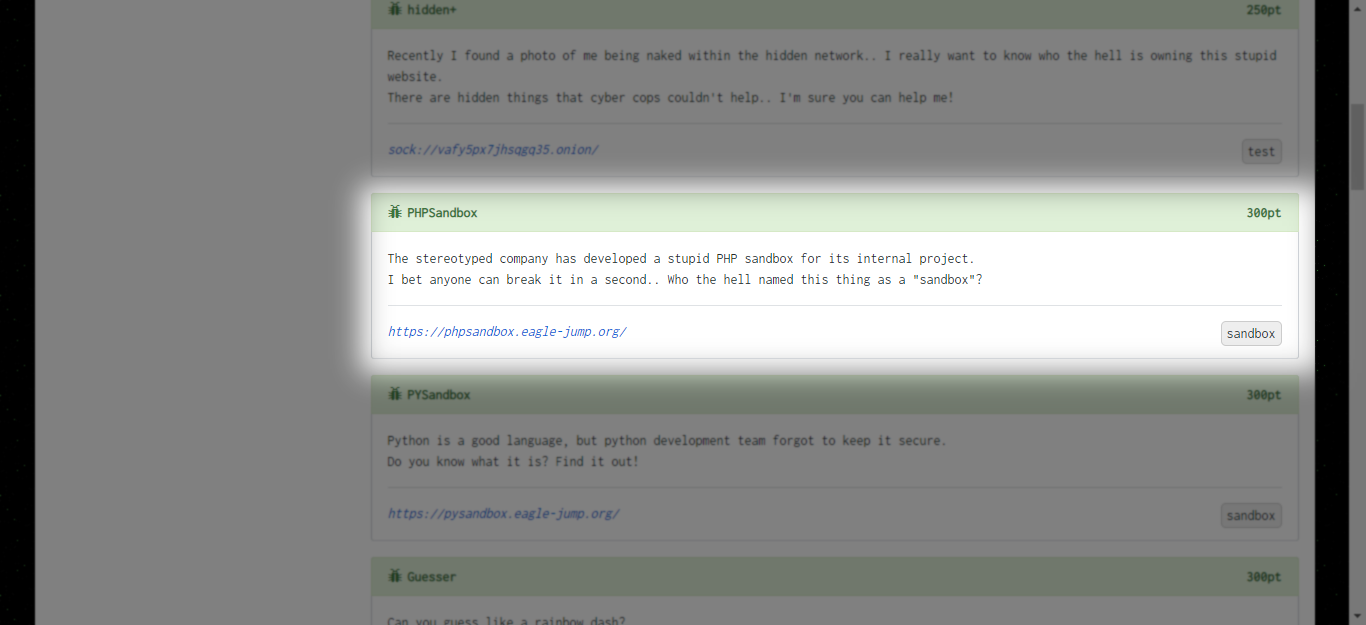 hidden+ 250pt
Recently I found a photo of me being naked within the hidden network.. I really want to know who the hell is owning this stupid
website.
There are hidden things that cyber cops couldn't help.. I'm sure you can help me!
sock://vafy5px7jhsqgq35.onion/ test
PHPSandbox 300pt
The stereotyped company has developed a stupid PHP sandbox for its internal project.
I bet anyone can break it in a second.. Who the hell named this thing as a "sandbox"?
https://phpsandbox.eagle-jump.org/ sandbox
PYSandbox 300pt
Python is a good language, but python development team forgot to keep it secure.
Do you know what it is? Find it out!
https://pysandbox.eagle-jump.org/ sandbox
Guesser 300pt
Can you guess like a rainbow dash?